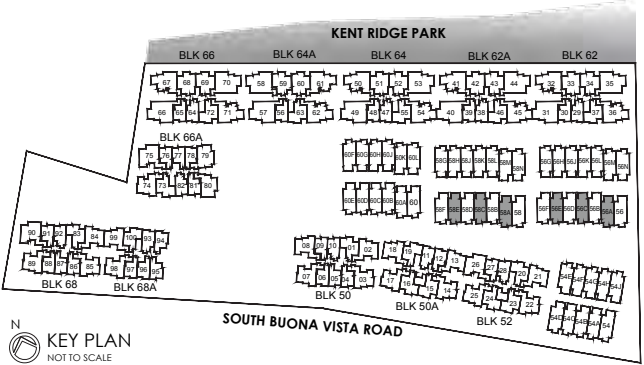 KENT RIDGE PARK
BLK 66 BLK 64A BLK 64 BLK 62A BLK 62
67 68 69 70 58 59 60 61 50 51 52 53 41 42 43 44 32 33 34 35
66 65 64 72 71 57 56 63 62 49 48 47 55 54 40 39 38 46 45 31 30 29 37 36
BLK 66A
75 76 77 78 79 60F 60G 60H 60J 60K 60L 58G 58H 58J 58K 58L 58M 58N 56G 56H 56J 56K 56L 56M 56N
74 73 82 81 80 60E 60D 60C 60B 60A 60 58F 58E 58D 58C 58B 58A 58 56F 56E 56D 56C 56B 56A 56
90 91 92 83 84 99 100 93 94 08 09 10 01 02 18 19 11 12 13 26 27 28 20 21
89 88 87 86 85 98 97 96 95 07 06 05 04 03 17 16 15 14 25 24 23 22
54E 54F 54G 54H 54J
54D 54C 54B 54A 54
BLK 68 BLK 68A BLK 50 BLK 50A BLK 52
SOUTH BUONA VISTA ROAD
N
KEY PLAN
NOT TO SCALE